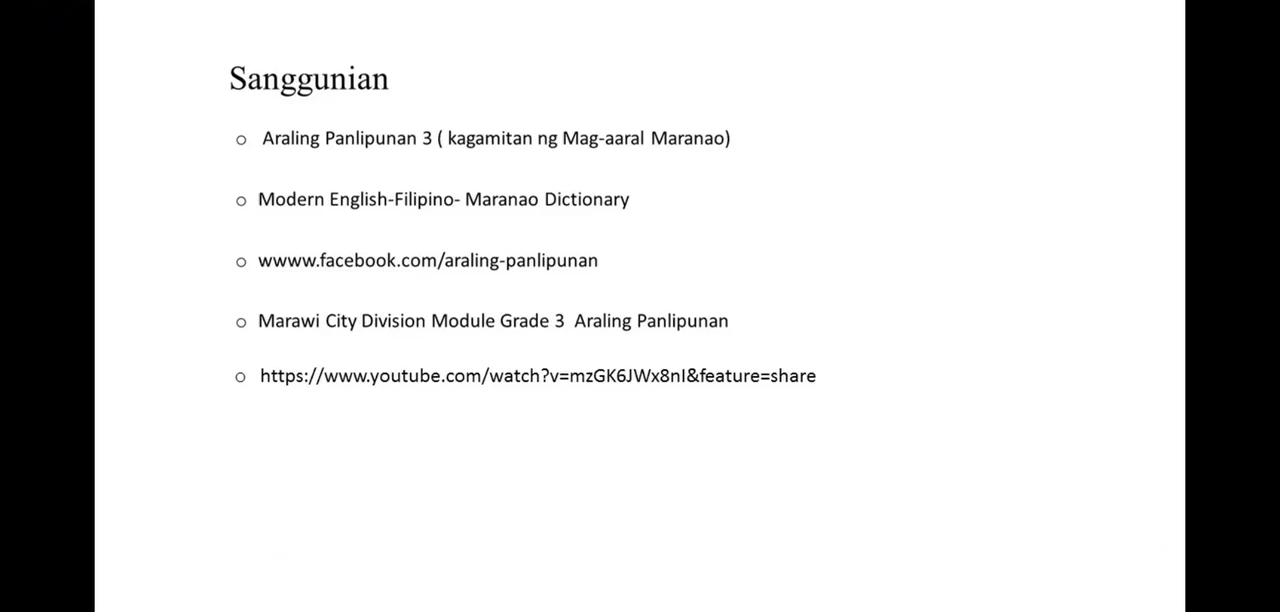 Sanggunian
Araling Panlipunan 3 ( kagamitan ng Mag-aaral Maranao)
Modern English-Filipino- Maranao Dictionary
wwww.facebook.com/araling-panlipunan
Marawi City Division Module Grade 3 Araling Panlipunan
https://www.youtube.com/watch?v=mzGK6JWx8nI&feature=share